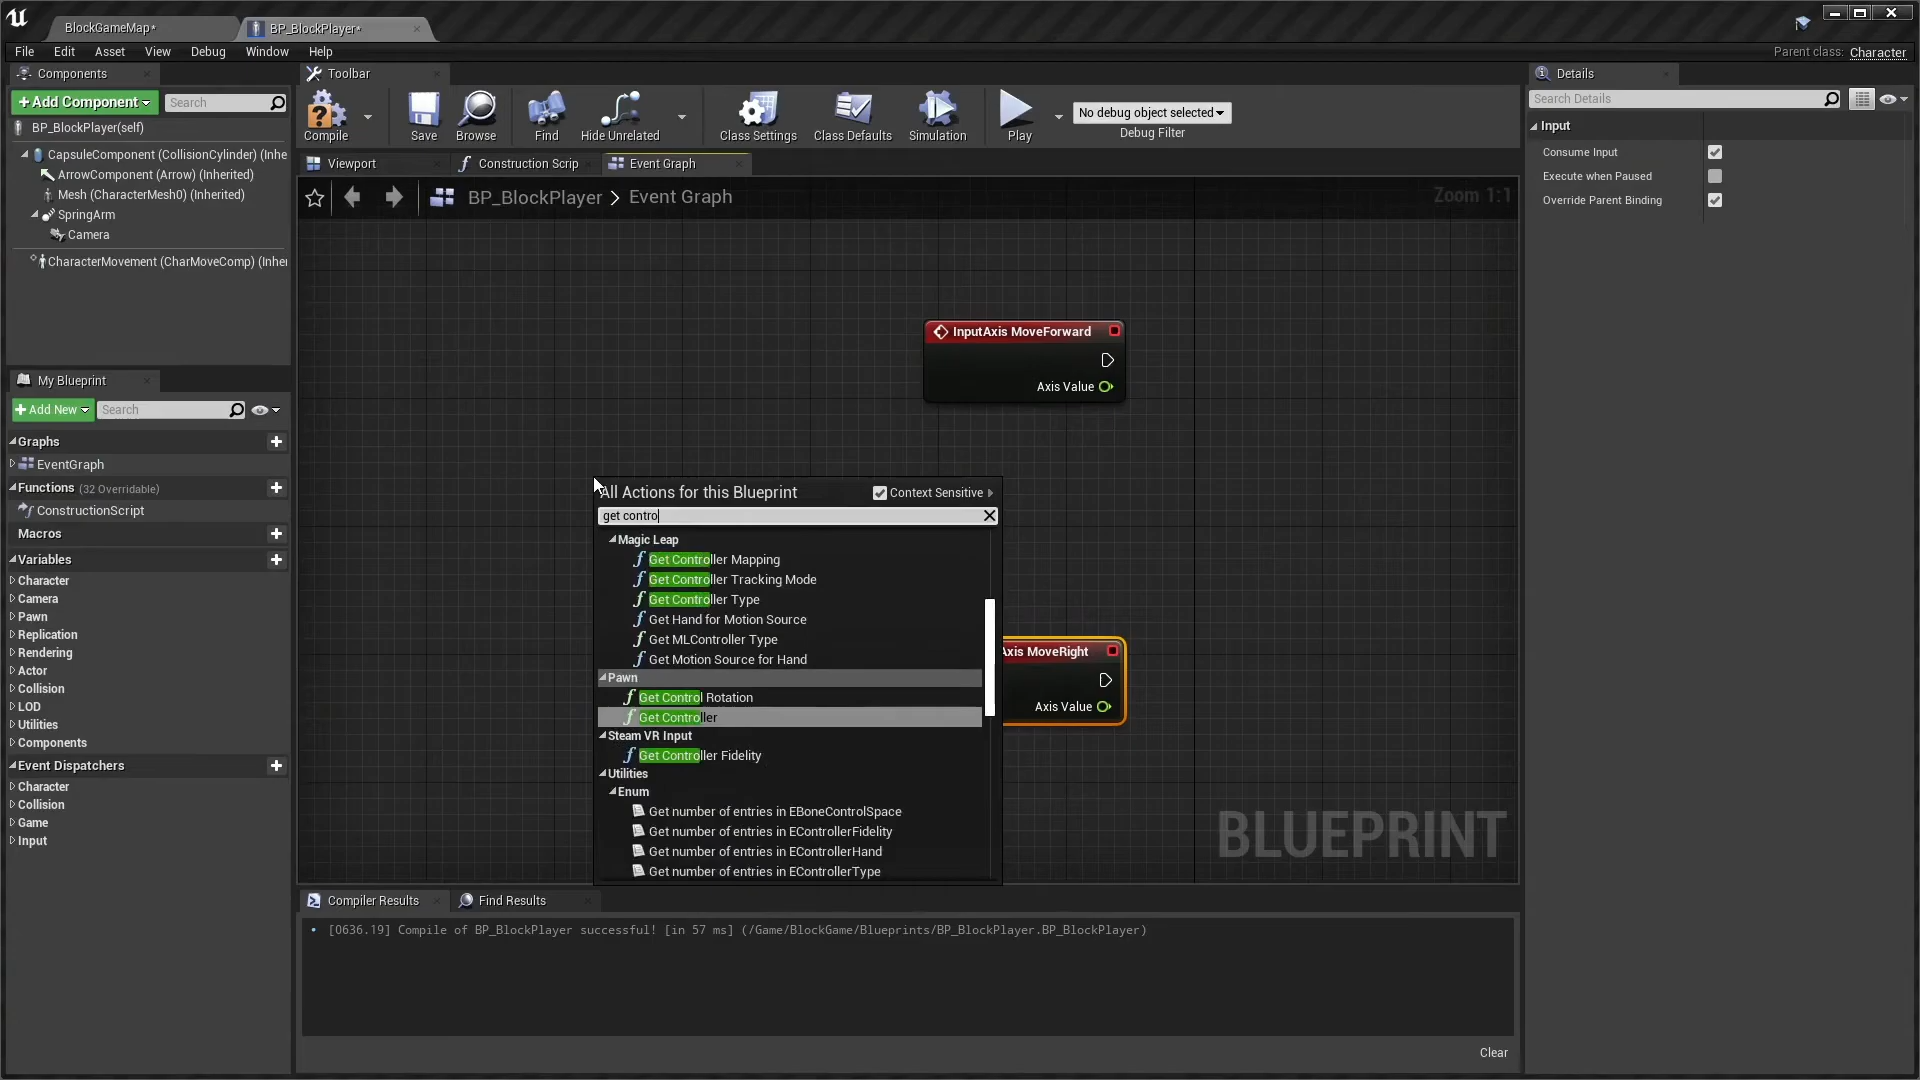 BlockGameMap*
BP_BlockPlayer*
File Edit Asset View Debug Window Help
Parent class: Character
Components
+Add Component
Search
BP_BlockPlayer(self)
CapsuleComponent (CollisionCylinder) (Inhe
ArrowComponent (Arrow) (Inherited)
Mesh (CharacterMesh0) (Inherited)
SpringArm
Camera
CharacterMovement (CharMoveComp) (Inher
My Blueprint
+Add New
Search
Graphs
EventGraph
Functions (32 Overridable)
ConstructionScript
Macros
Variables
Character
Camera
Pawn
Replication
Rendering
Actor
Collision
LOD
Utilities
Components
Event Dispatchers
Character
Collision
Game
Input
Toolbar
Compile
Save
Browse
Find
Hide Unrelated
Class Settings
Class Defaults
Simulation
Play
No debug object selected
Debug Filter
Viewport
Construction Scrip
Event Graph
BP_BlockPlayer > Event Graph
Zoom 1:1
InputAxis MoveForward
Axis Value
Axis MoveRight
Axis Value
All Actions for this Blueprint
Context Sensitive
get contro
Magic Leap
Get Controller Mapping
Get Controller Tracking Mode
Get Controller Type
Get Hand for Motion Source
Get MLController Type
Get Motion Source for Hand
Pawn
Get Control Rotation
Get Controller
Steam VR Input
Get Controller Fidelity
Utilities
Enum
Get number of entries in EBoneControlSpace
Get number of entries in EControllerFidelity
Get number of entries in EControllerHand
Get number of entries in EControllerType
BLUEPRINT
Compiler Results
Find Results
[0636.19] Compile of BP_BlockPlayer successful! [in 57 ms] (/Game/BlockGame/Blueprints/BP_BlockPlayer.BP_BlockPlayer)
Clear
Details
Search Details
Input
Consume Input
Execute when Paused
Override Parent Binding